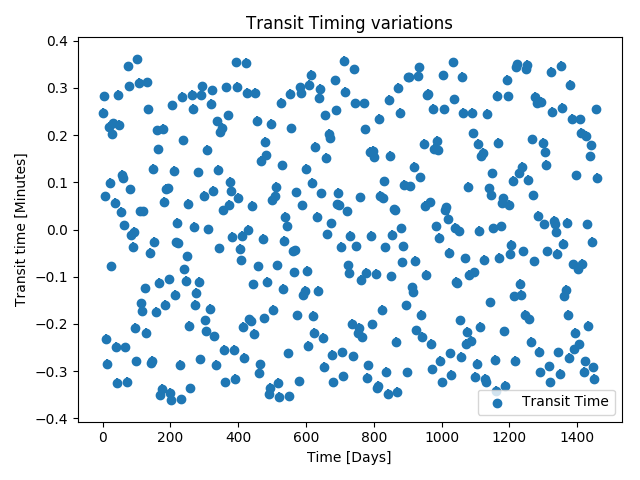 Transit Timing variations
Transit time [Minutes]
0.4
0.3
0.2
0.1
0.0
−0.1
−0.2
−0.3
−0.4
Transit Time
0 200 400 600 800 1000 1200 1400
Time [Days]